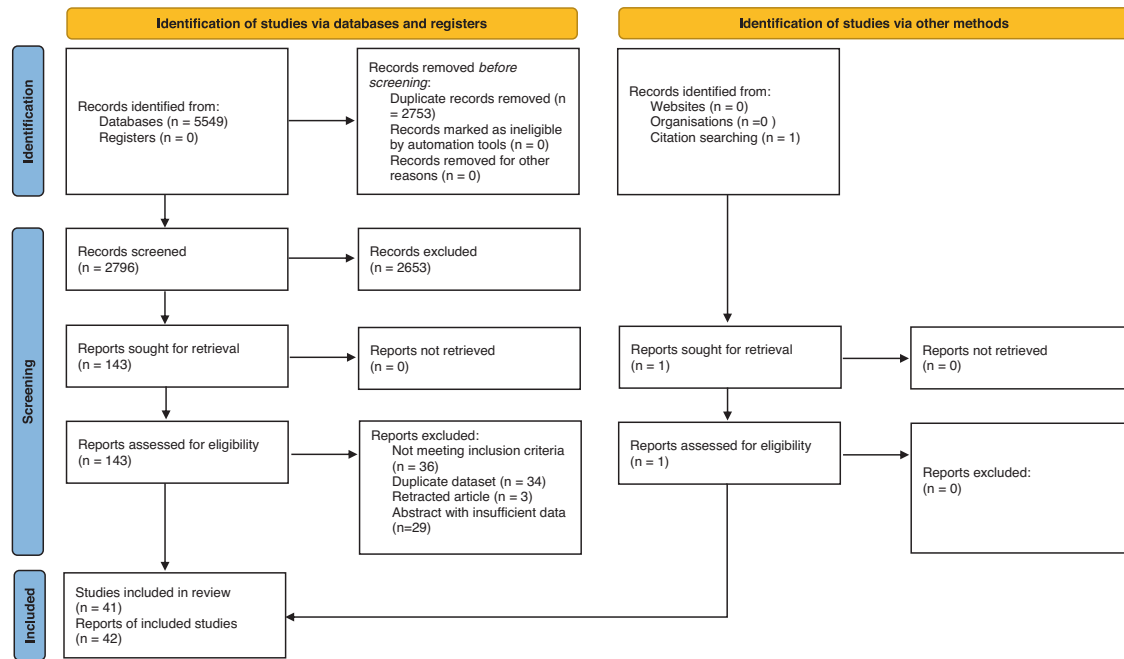 Identification of studies via databases and registers
Identification of studies via other methods
Identification
Records identified from:
Databases (n = 5549)
Registers (n = 0)
Records removed before
screening:
Duplicate records removed (n
= 2753)
Records marked as ineligible
by automation tools (n = 0)
Records removed for other
reasons (n = 0)
Records identified from:
Websites (n = 0)
Organisations (n =0 )
Citation searching (n = 1)
Screening
Records screened
(n = 2796)
Records excluded
(n = 2653)
Reports sought for retrieval
(n = 143)
Reports not retrieved
(n = 0)
Reports sought for retrieval
(n = 1)
Reports not retrieved
(n = 0)
Reports assessed for eligibility
(n = 143)
Reports excluded:
Not meeting inclusion criteria
(n = 36)
Duplicate dataset (n = 34)
Retracted article (n = 3)
Abstract with insufficient data
(n=29)
Reports assessed for eligibility
(n = 1)
Reports excluded:
(n = 0)
Included
Studies included in review
(n = 41)
Reports of included studies
(n = 42)